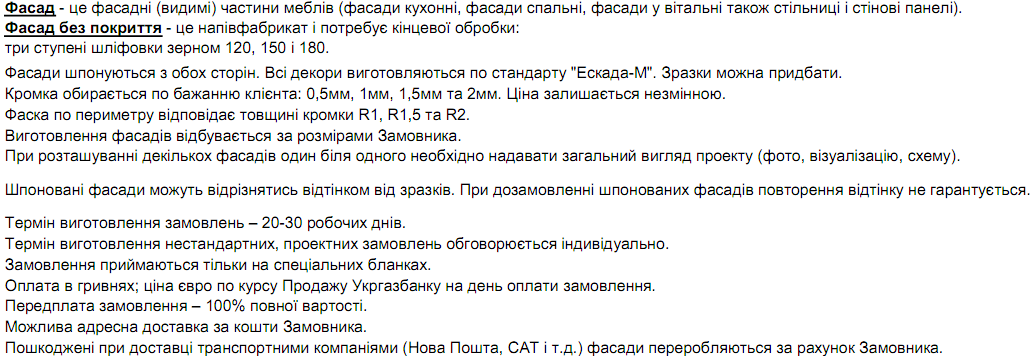 Фасад - це фасадні (видимі) частини меблів (фасади кухонні, фасади спальні, фасади у вітальні також стільниці і стінові панелі).
Фасад без покриття - це напівфабрикат і потребує кінцевої обробки:
три ступені шліфовки зерном 120, 150 і 180.
Фасади шпонуються з обох сторін. Всі декори виготовляються по стандарту "Ескада-М". Зразки можна придбати.
Кромка обирається по бажанню клієнта: 0,5мм, 1мм, 1,5мм та 2мм. Ціна залишається незмінною.
Фаска по периметру відповідає товщині кромки R1, R1,5 та R2.
Виготовлення фасадів відбувається за розмірами Замовника.
При розташуванні декількох фасадів один біля одного необхідно надавати загальний вигляд проекту (фото, візуалізацію, схему).
Шпоновані фасади можуть відрізнятись відтінком від зразків. При дозамовленні шпонованих фасадів повторення відтінку не гарантується.
Термін виготовлення замовлень – 20-30 робочих днів.
Термін виготовлення нестандартних, проектних замовлень обговорюється індивідуально.
Замовлення приймаються тільки на спеціальних бланках.
Оплата в гривнях; ціна євро по курсу Продажу Укргазбанку на день оплати замовлення.
Передплата замовлення – 100% повної вартості.
Можлива адресна доставка за кошти Замовника.
Пошкоджені при доставці транспортними компаніями (Нова Пошта, САТ і т.д.) фасади переробляються за рахунок Замовника.